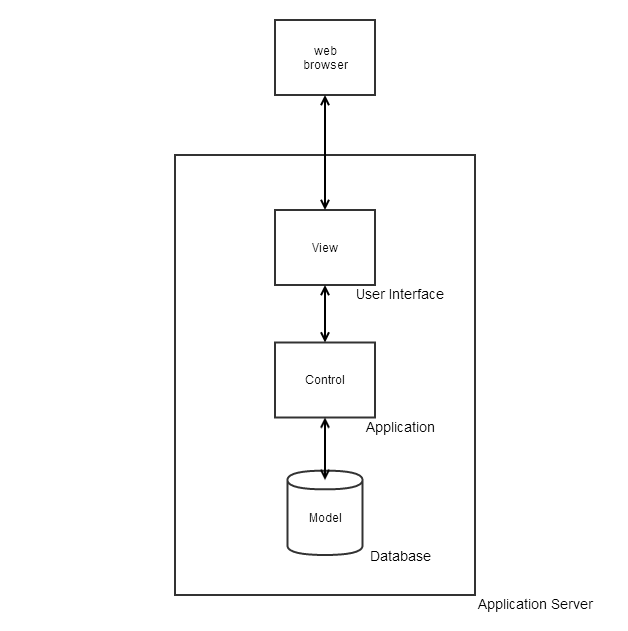 web
browser
View
User Interface
Control
Application
Model
Database
Application Server